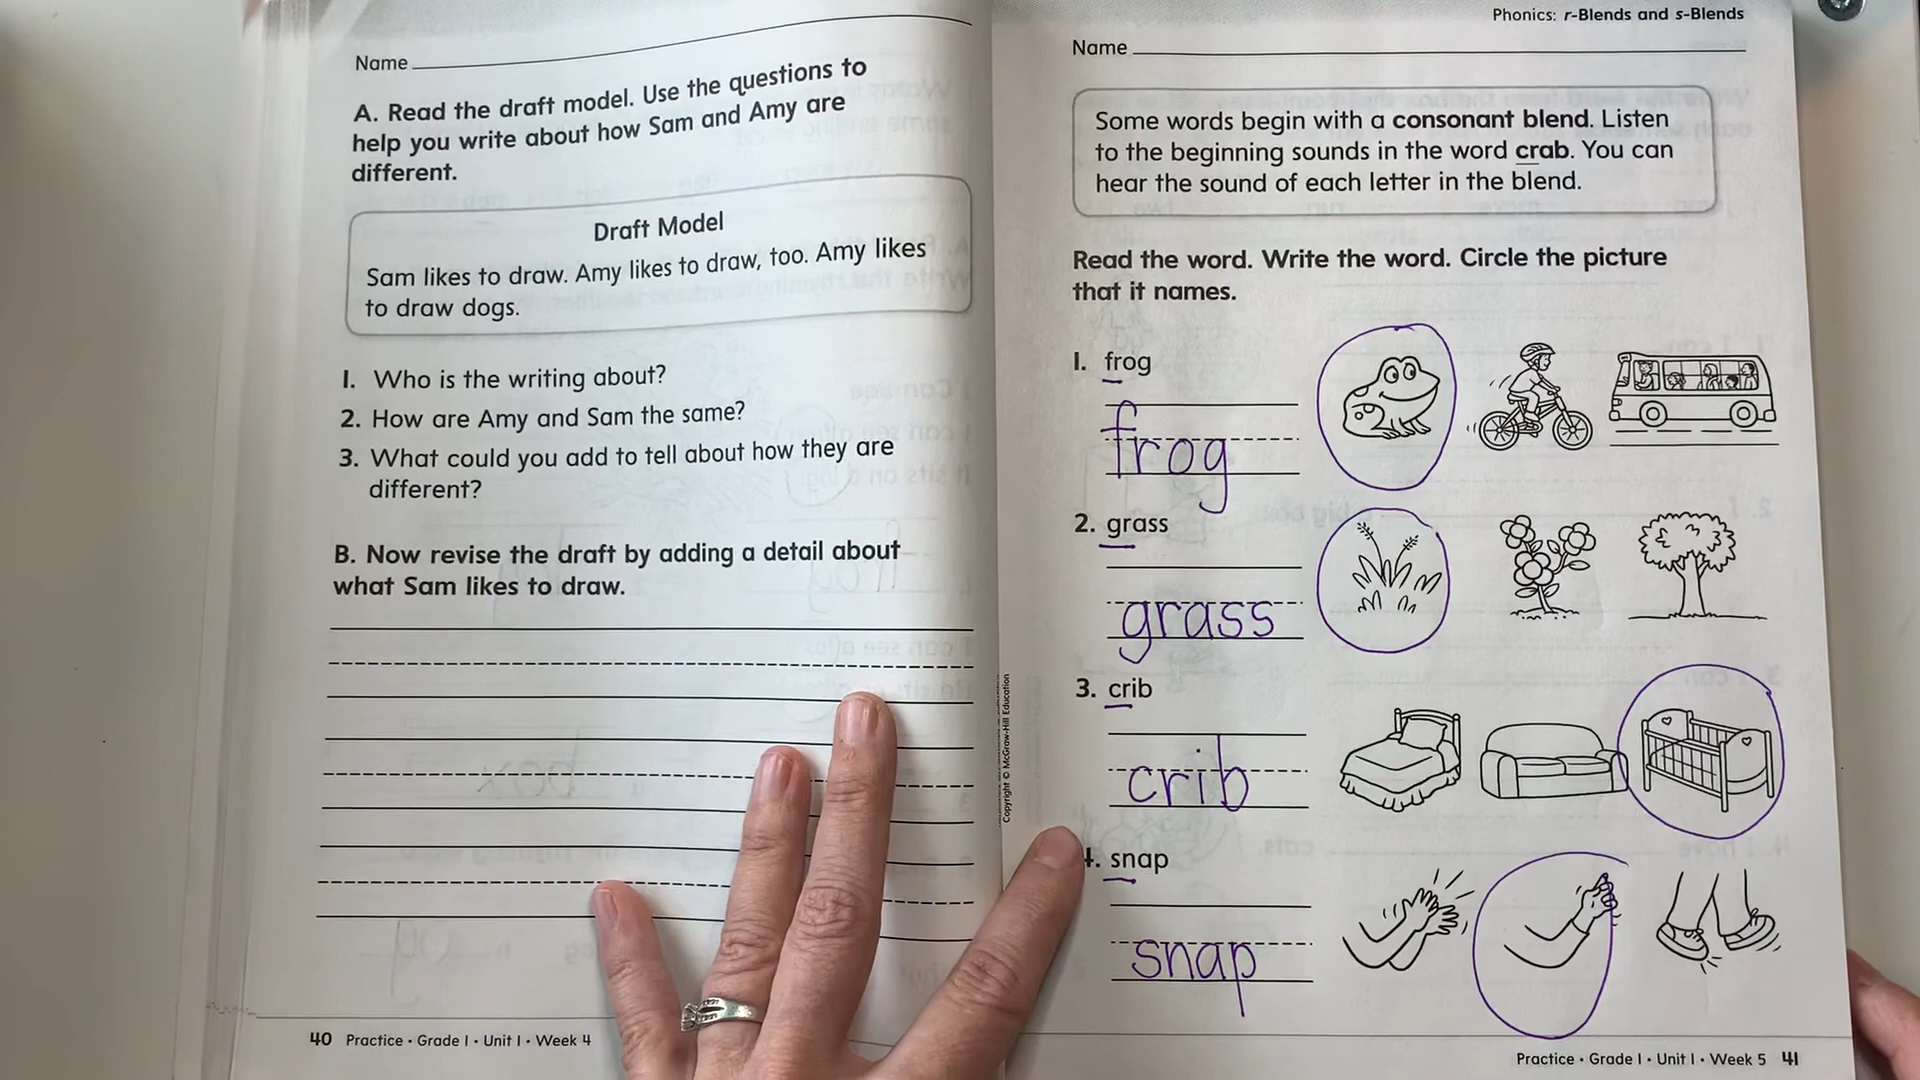 Name
A. Read the draft model. Use the questions to
help you write about how Sam and Amy are
different.
Draft Model
Sam likes to draw. Amy likes to draw, too. Amy likes
to draw dogs.
1. Who is the writing about?
2. How are Amy and Sam the same?
3. What could you add to tell about how they are
different?
B. Now revise the draft by adding a detail about
what Sam likes to draw.
40 Practice • Grade 1 • Unit 1 • Week 4
Copyright © McGraw-Hill Education
Phonics: r-Blends and s-Blends
Name
Some words begin with a consonant blend. Listen
to the beginning sounds in the word crab. You can
hear the sound of each letter in the blend.
Read the word. Write the word. Circle the picture
that it names.
1. frog
frog
2. grass
grass
3. crib
crib
4. snap
snap
Practice • Grade 1 • Unit 1 • Week 5 41